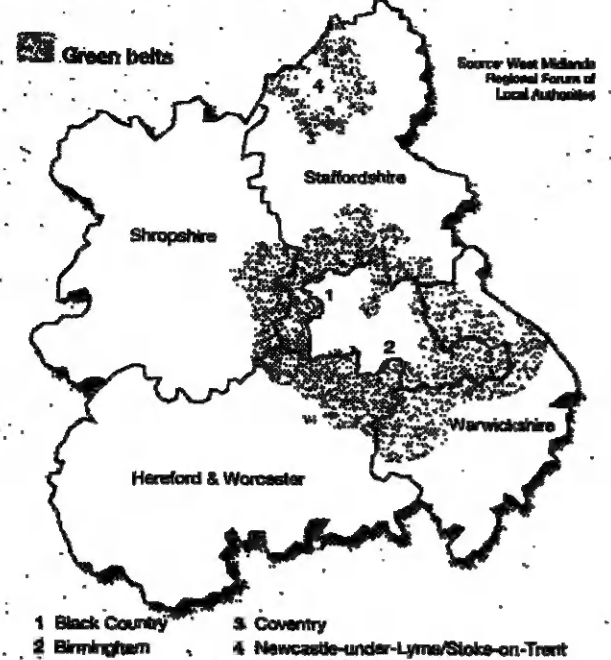 Green belts
Source: West Midlands
Regional Forum of
Local Authorities
4
Staffordshire
Shropshire
1
2
3
Warwickshire
Hereford & Worcester
1 Black Country
2 Birmingham
3 Coventry
4 Newcastle-under-Lyme/Stoke-on-Trent